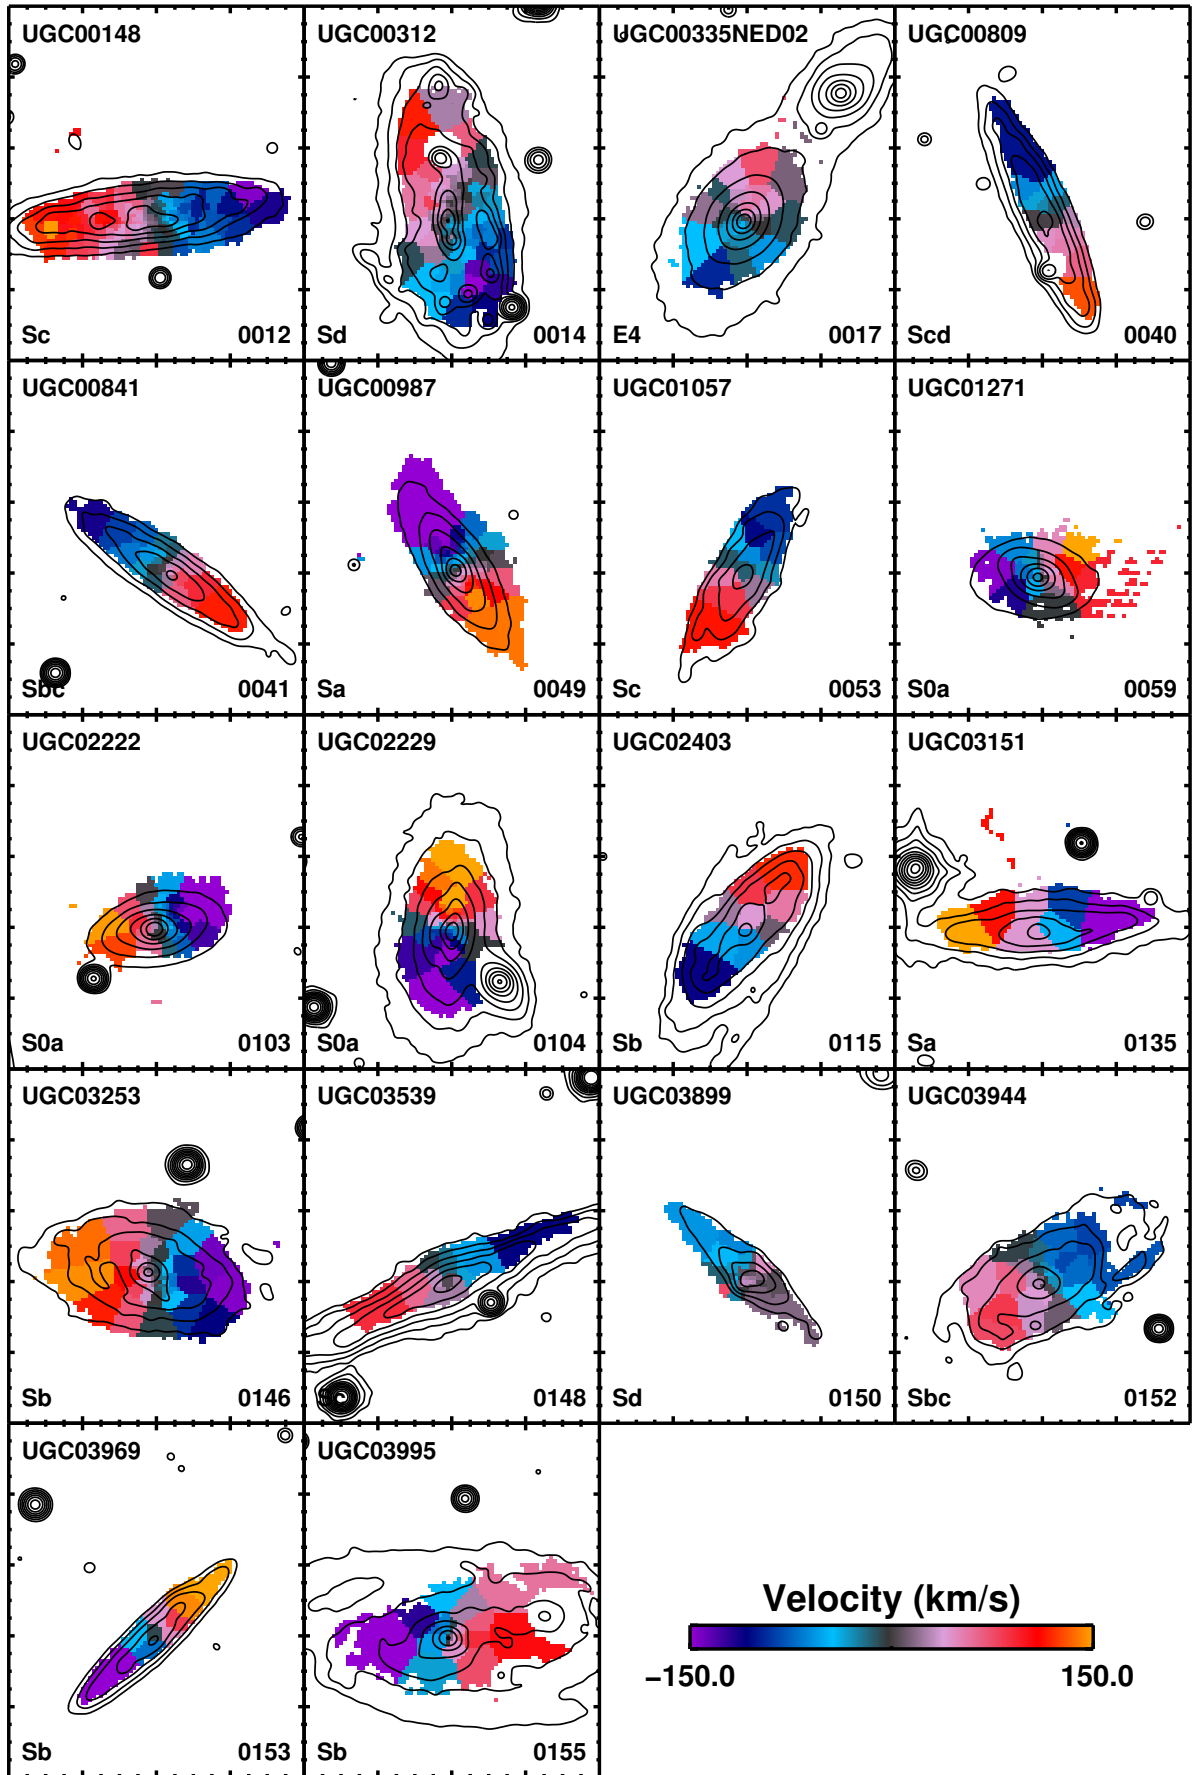 UGC00148
Sc 0012
UGC00312
Sd 0014
UGC00335NED02
E4 0017
UGC00809
Scd 0040
UGC00841
Sbc 0041
UGC00987
Sa 0049
UGC01057
Sc 0053
UGC01271
S0a 0059
UGC02222
S0a 0103
UGC02229
S0a 0104
UGC02403
Sb 0115
UGC03151
Sa 0135
UGC03253
Sb 0146
UGC03539
0148
UGC03899
Sd 0150
UGC03944
Sbc 0152
UGC03969
Sb 0153
UGC03995
Sb 0155
Velocity (km/s)
−150.0 150.0